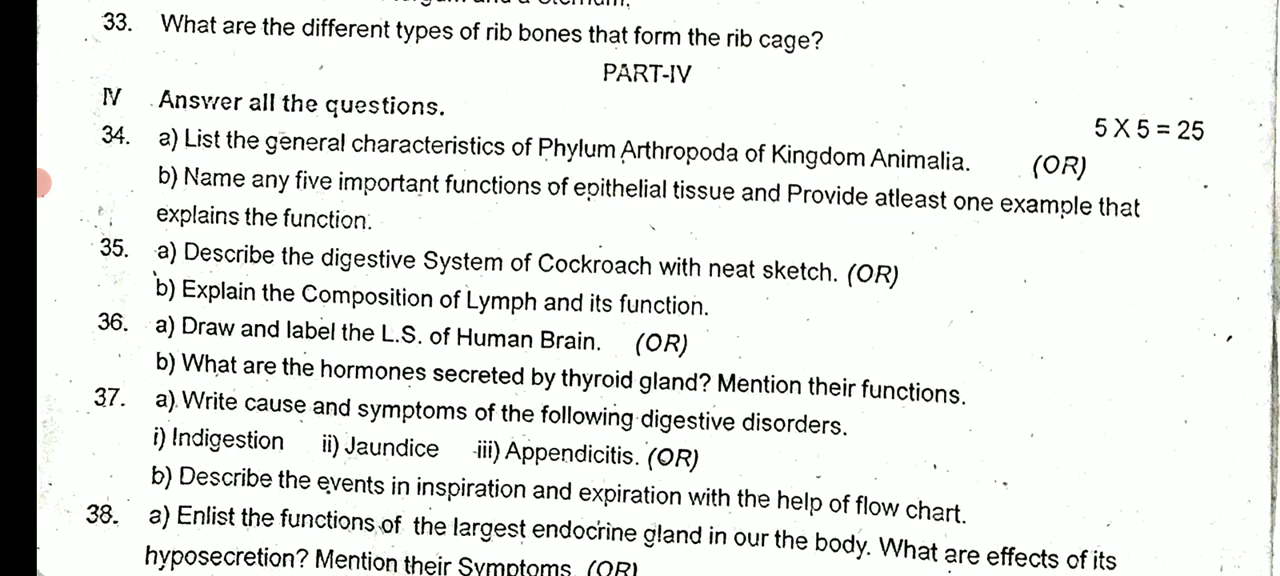 33. What are the different types of rib bones that form the rib cage?
PART-IV
IV Answer all the questions.
5 X 5 = 25
34. a) List the general characteristics of Phylum Arthropoda of Kingdom Animalia. (OR)
b) Name any five important functions of epithelial tissue and Provide atleast one example that
explains the function.
35. a) Describe the digestive System of Cockroach with neat sketch. (OR)
b) Explain the Composition of Lymph and its function.
36. a) Draw and label the L.S. of Human Brain. (OR)
b) What are the hormones secreted by thyroid gland? Mention their functions.
37. a) Write cause and symptoms of the following digestive disorders.
i) Indigestion ii) Jaundice iii) Appendicitis. (OR)
b) Describe the events in inspiration and expiration with the help of flow chart.
38. a) Enlist the functions of the largest endocrine gland in our the body. What are effects of its
hyposecretion? Mention their Symptoms. (OR)